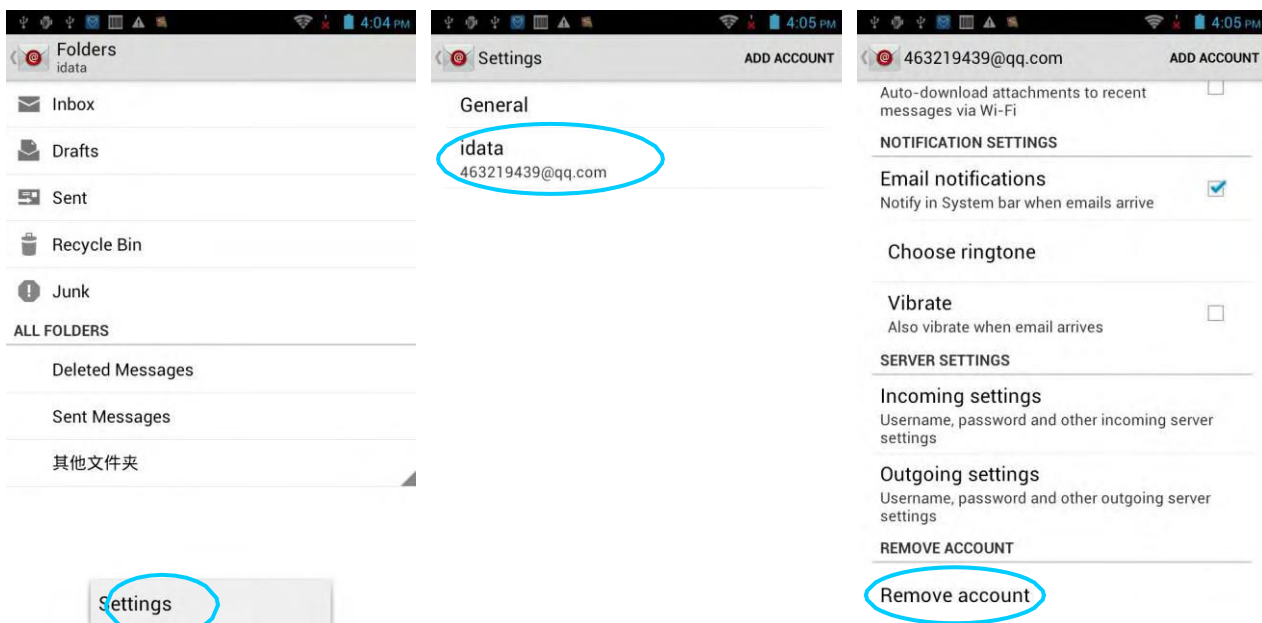 4:04 PM
Folders
idata
Inbox
Drafts
Sent
Recycle Bin
Junk
ALL FOLDERS
Deleted Messages
Sent Messages
其他文件夹
Settings
4:05 PM
Settings
ADD ACCOUNT
General
idata
463219439@qq.com
4:05 PM
463219439@qq.com
ADD ACCOUNT
Auto-download attachments to recent
messages via Wi-Fi
NOTIFICATION SETTINGS
Email notifications
Notify in System bar when emails arrive
Choose ringtone
Vibrate
Also vibrate when email arrives
SERVER SETTINGS
Incoming settings
Username, password and other incoming server
settings
Outgoing settings
Username, password and other outgoing server
settings
REMOVE ACCOUNT
Remove account